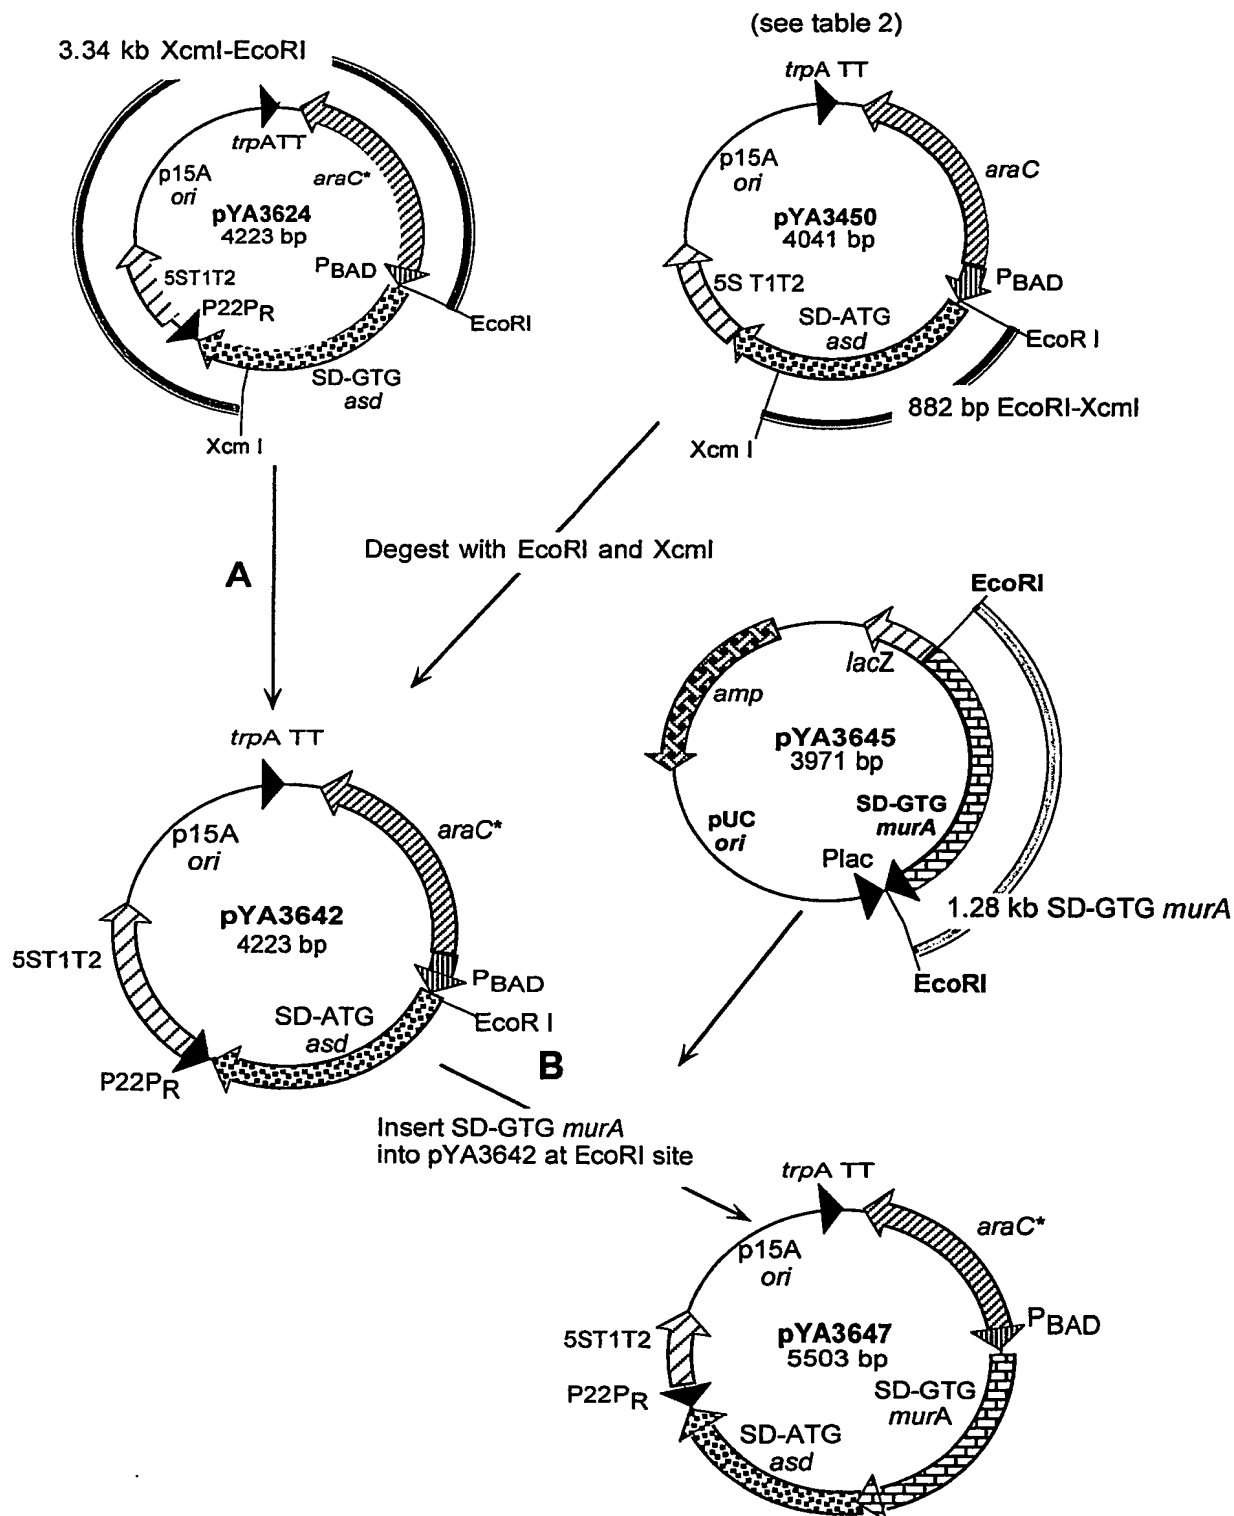 (see table 2)
3.34 kb XcmI-EcoRI
trpATT
p15A
ori
araC*
pYA3624
4223 bp
PBAD
5ST1T2
P22PR
EcoRI
SD-GTG
asd
Xcm I
trpA TT
p15A
ori
araC
pYA3450
4041 bp
5S T1T2
PBAD
SD-ATG
asd
EcoR I
882 bp EcoRI-XcmI
Xcm I
Degest with EcoRI and XcmI
A
EcoRI
lacZ
amp
pYA3645
3971 bp
SD-GTG
murA
pUC
ori
Plac
1.28 kb SD-GTG murA
EcoRI
trpA TT
p15A
ori
araC*
pYA3642
4223 bp
5ST1T2
PBAD
SD-ATG
asd
EcoR I
P22PR
B
Insert SD-GTG murA
into pYA3642 at EcoRI site
trpA TT
araC*
p15A
ori
PBAD
5ST1T2
pYA3647
5503 bp
P22PR
SD-GTG
murA
SD-ATG
asd